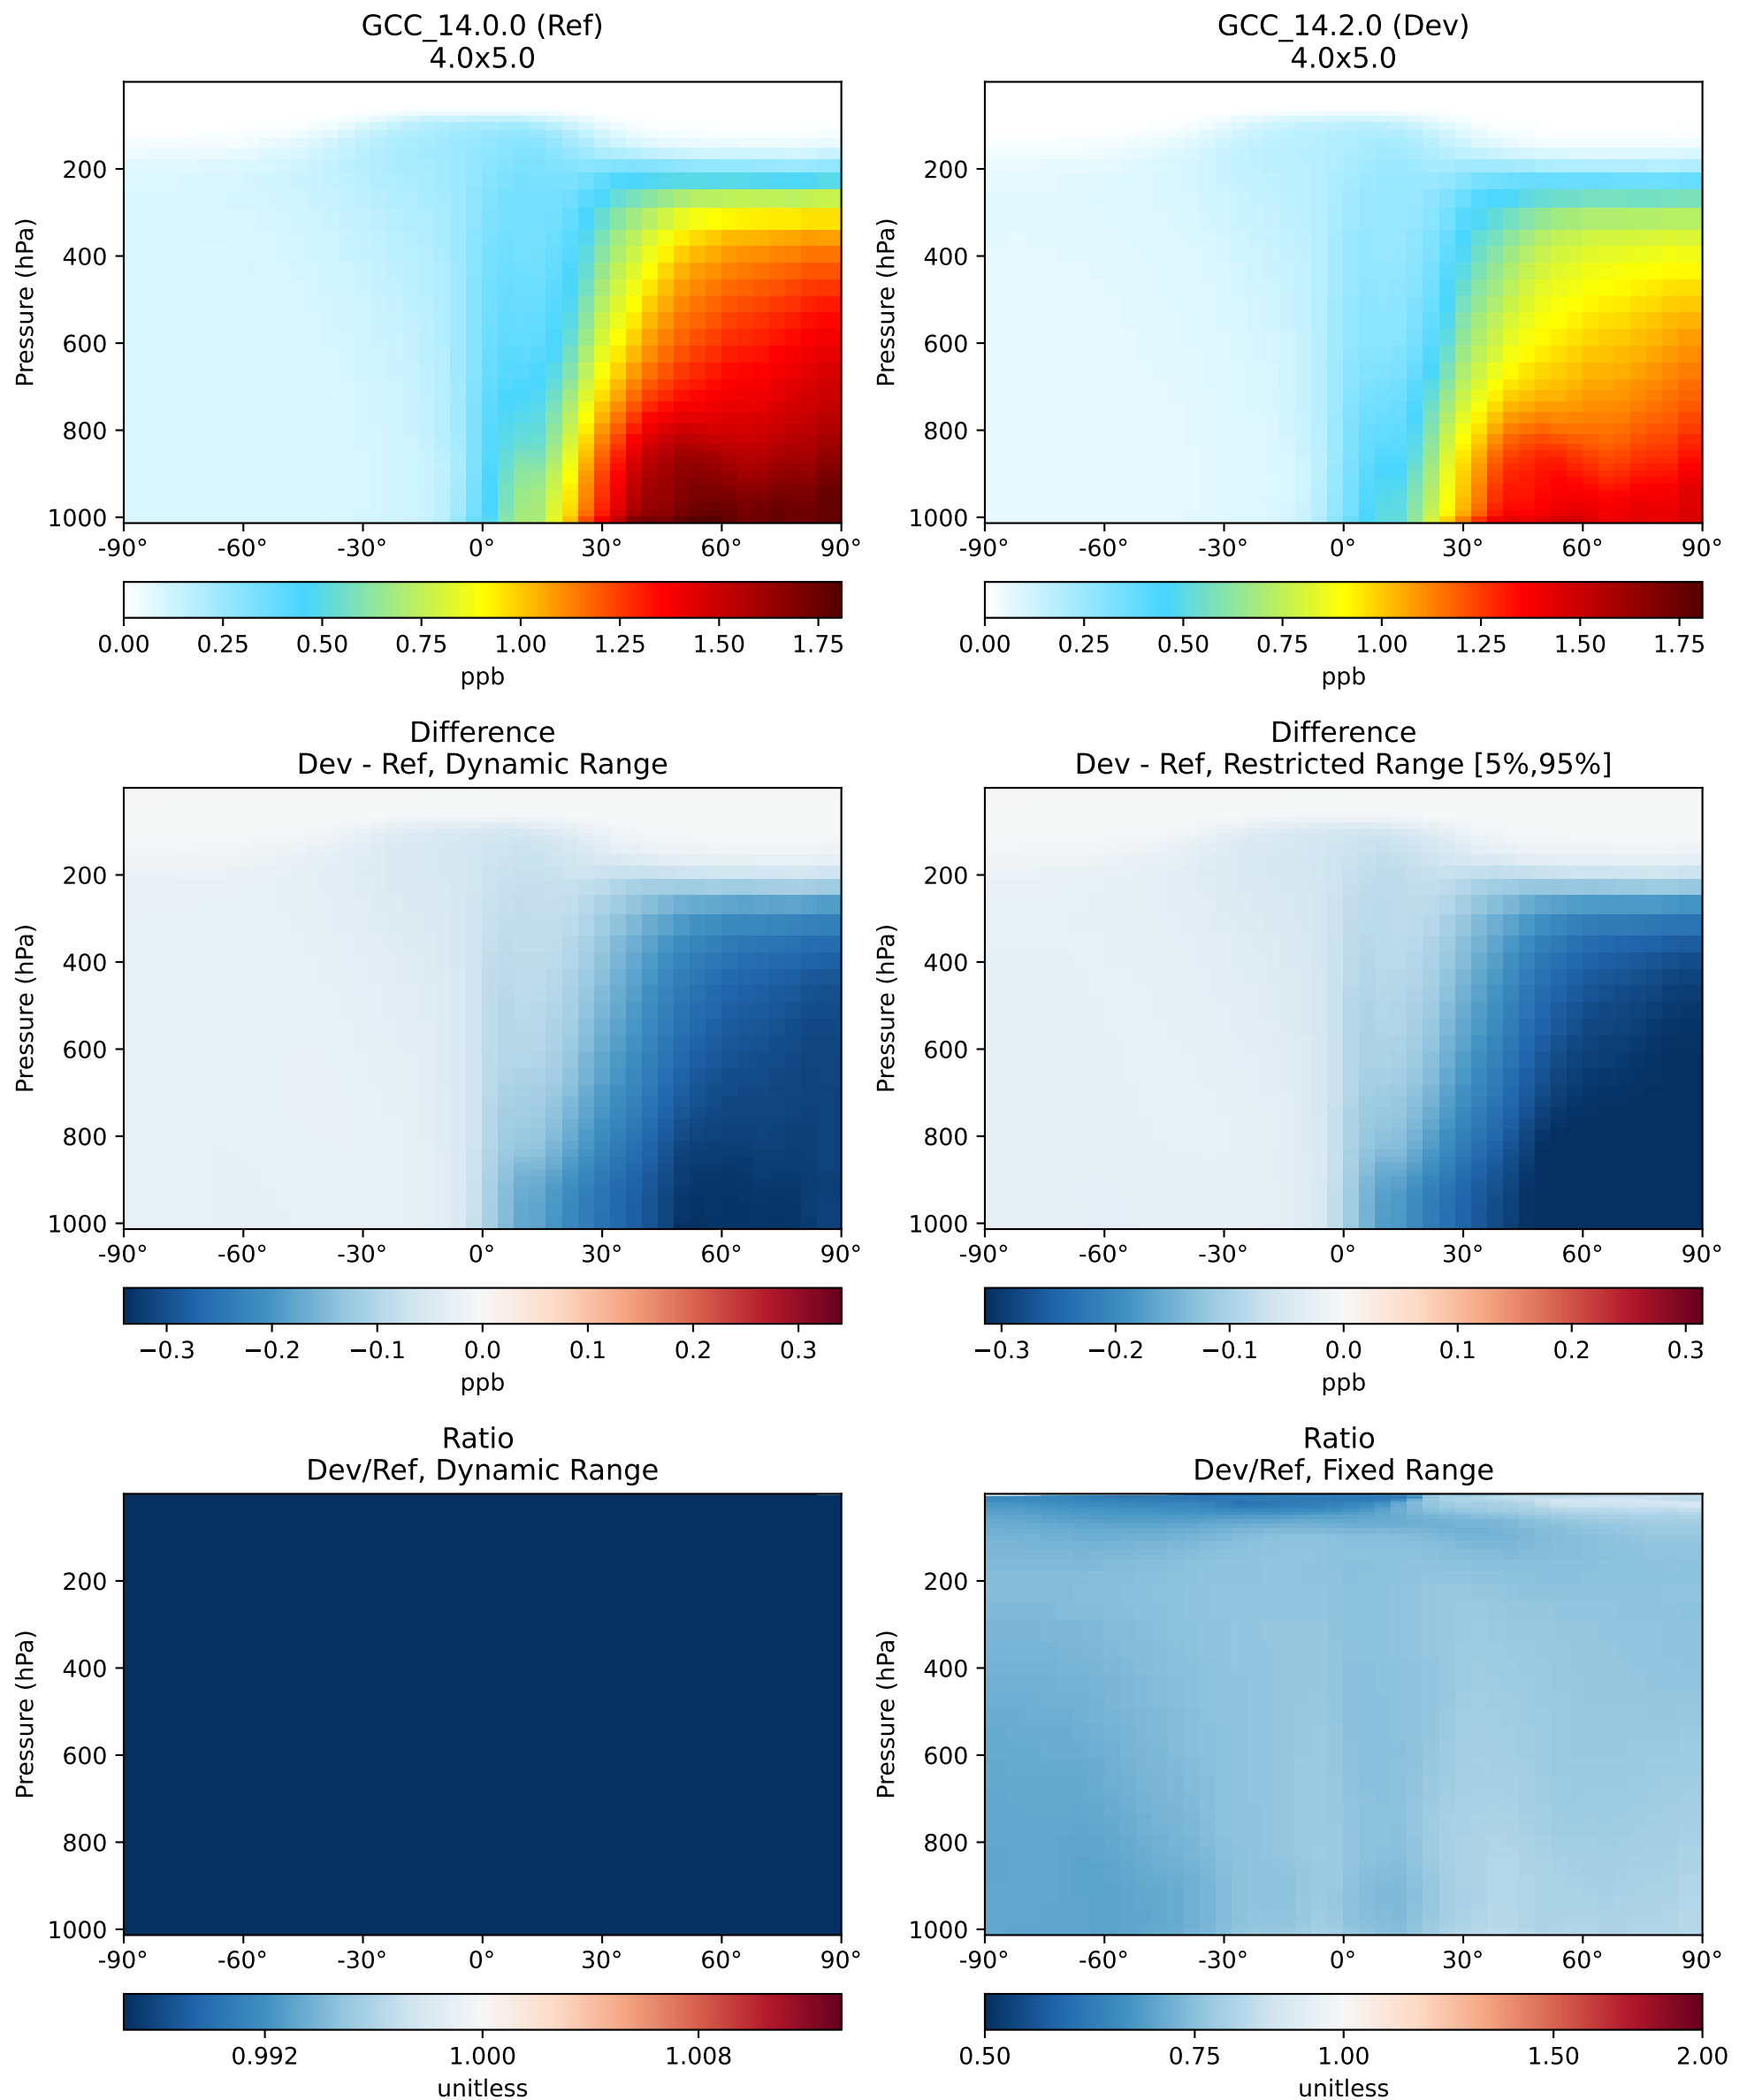 GCC_14.0.0 (Ref)
4.0x5.0
Pressure (hPa)
200
400
600
800
1000
-90° -60° -30° 0° 30° 60° 90°
0.00 0.25 0.50 0.75 1.00 1.25 1.50 1.75
ppb
GCC_14.2.0 (Dev)
4.0x5.0
Pressure (hPa)
200
400
600
800
1000
-90° -60° -30° 0° 30° 60° 90°
0.00 0.25 0.50 0.75 1.00 1.25 1.50 1.75
ppb
Difference
Dev - Ref, Dynamic Range
Pressure (hPa)
200
400
600
800
1000
-90° -60° -30° 0° 30° 60° 90°
−0.3 −0.2 −0.1 0.0 0.1 0.2 0.3
ppb
Difference
Dev - Ref, Restricted Range [5%,95%]
Pressure (hPa)
200
400
600
800
1000
-90° -60° -30° 0° 30° 60° 90°
−0.3 −0.2 −0.1 0.0 0.1 0.2 0.3
ppb
Ratio
Dev/Ref, Dynamic Range
Pressure (hPa)
200
400
600
800
1000
-90° -60° -30° 0° 30° 60° 90°
0.992 1.000 1.008
unitless
Ratio
Dev/Ref, Fixed Range
Pressure (hPa)
200
400
600
800
1000
-90° -60° -30° 0° 30° 60° 90°
0.50 0.75 1.00 1.50 2.00
unitless